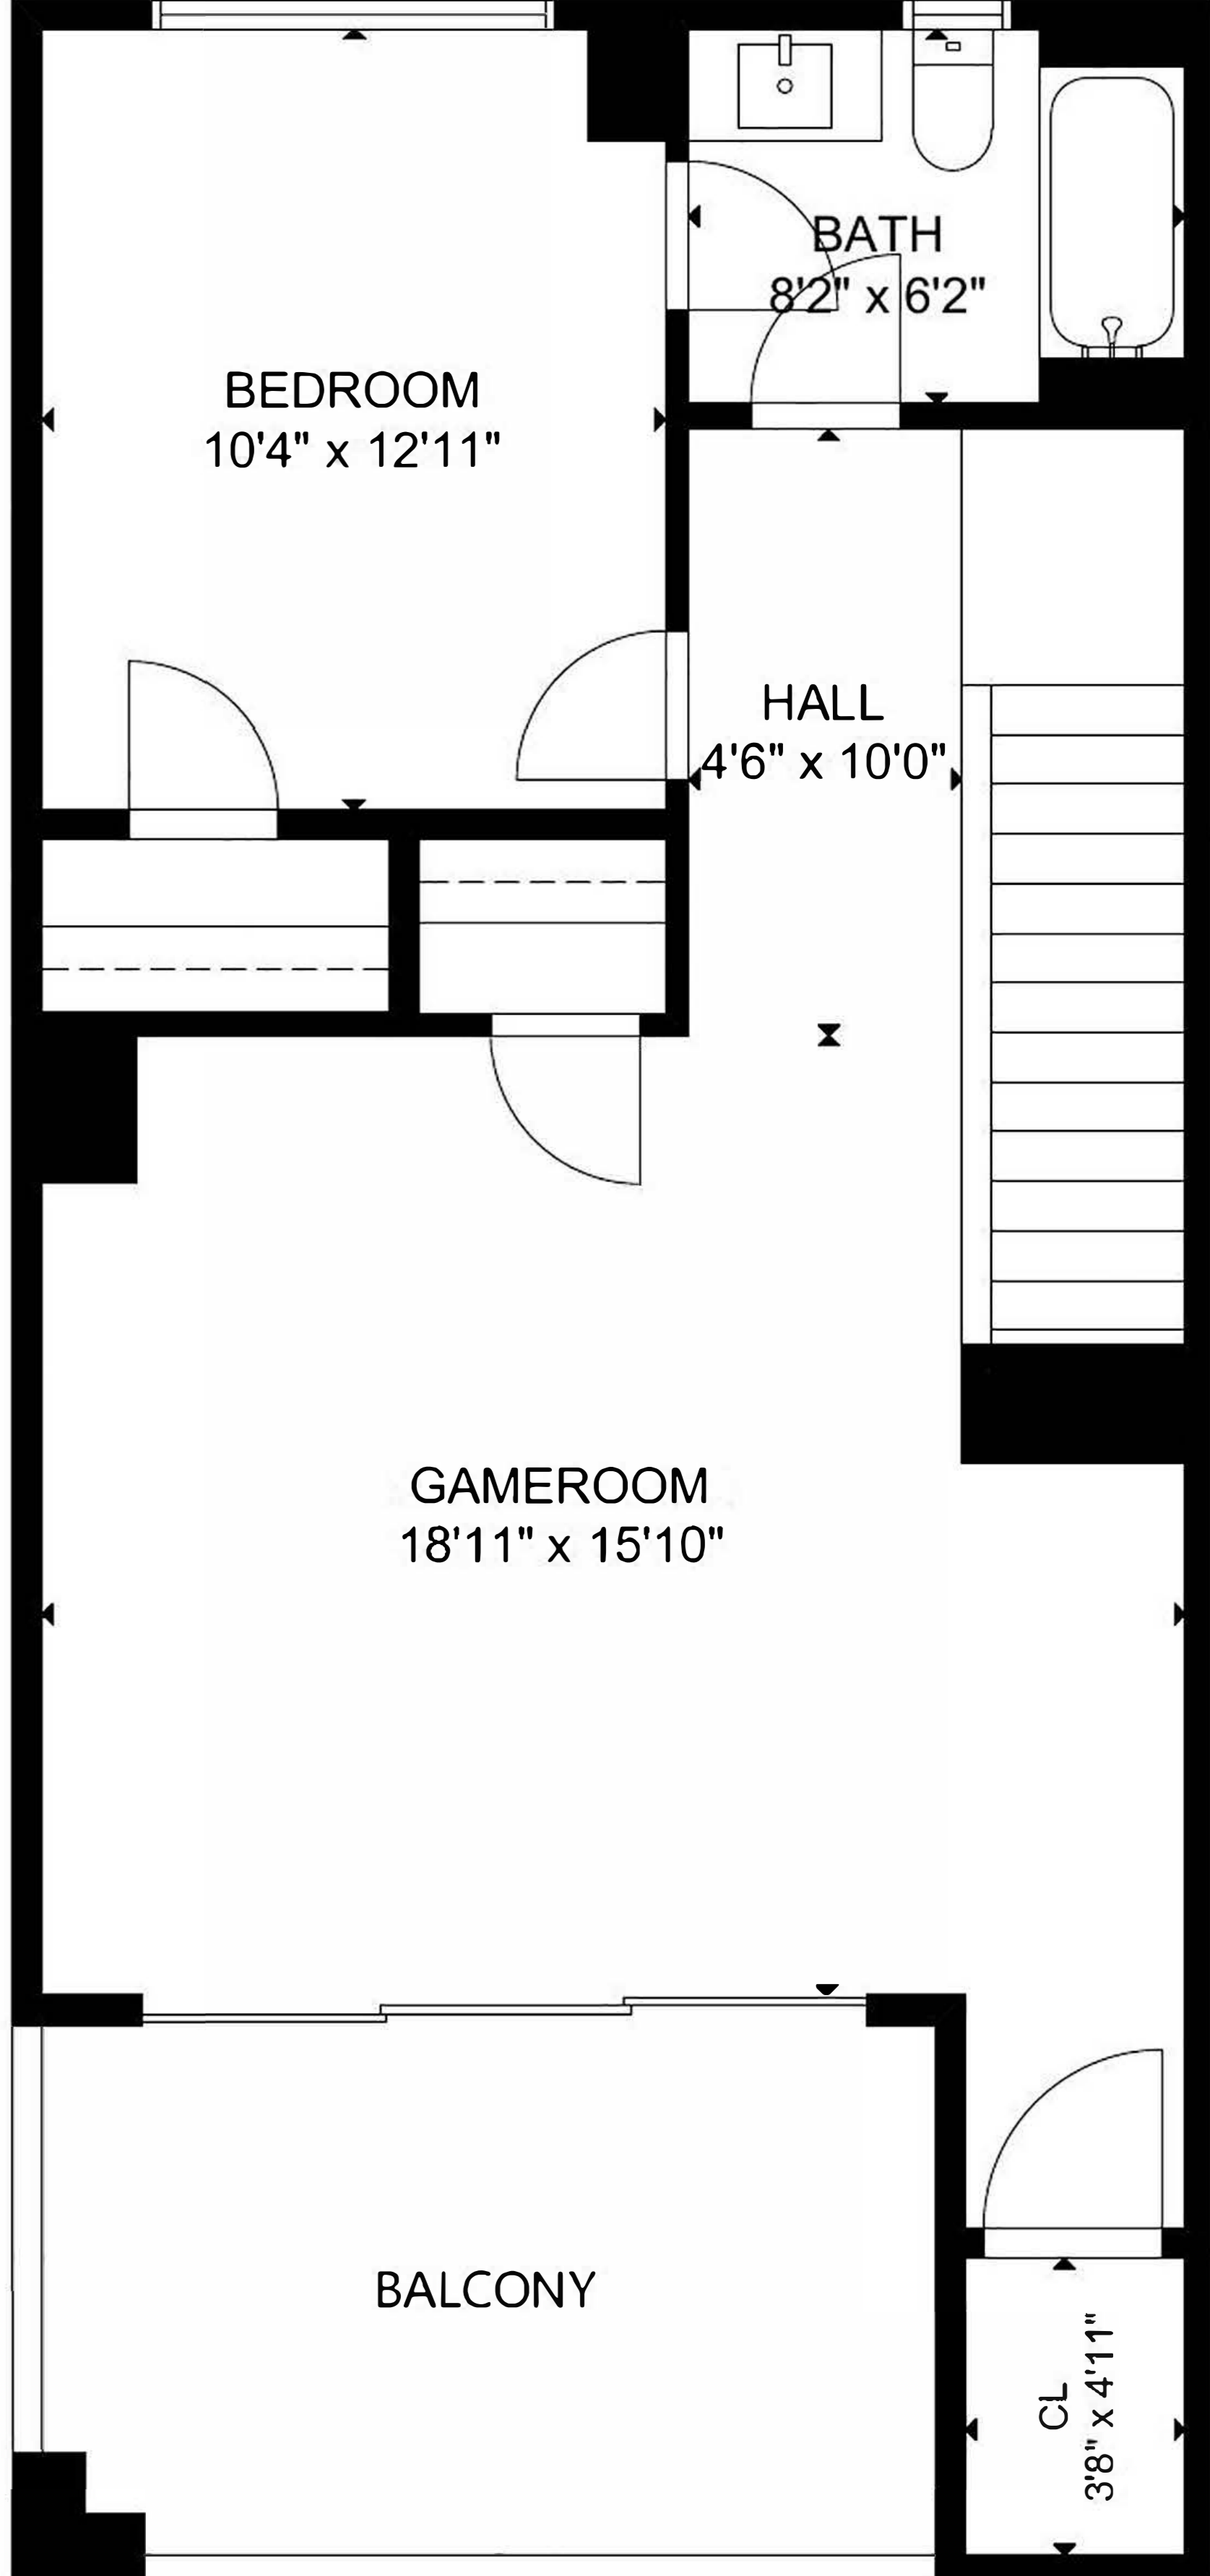 BATH
8'2" x 6'2"
BEDROOM
10'4" x 12'11"
HALL
4'6" x 10'0"
GAMEROOM
18'11" x 15'10"
BALCONY
CL
3'8" x 4'11"